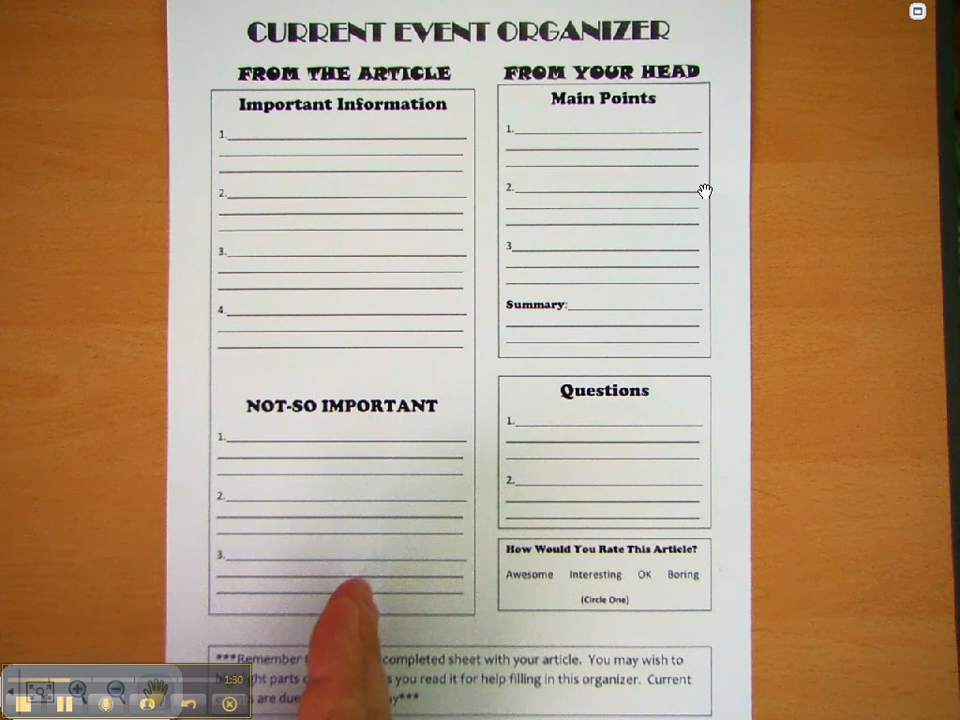 CURRENT EVENT ORGANIZER
FROM THE ARTICLE
Important Information
1.
2.
3.
4.
NOT-SO IMPORTANT
1.
2.
3.
FROM YOUR HEAD
Main Points
1.
2.
3
Summary:
Questions
1.
2.
How Would You Rate This Article?
Awesome Interesting OK Boring
(Circle One)
***Remember completed sheet with your article. You may wish to
parts you read it for help filling in this organizer. Current
are due ***
1:30